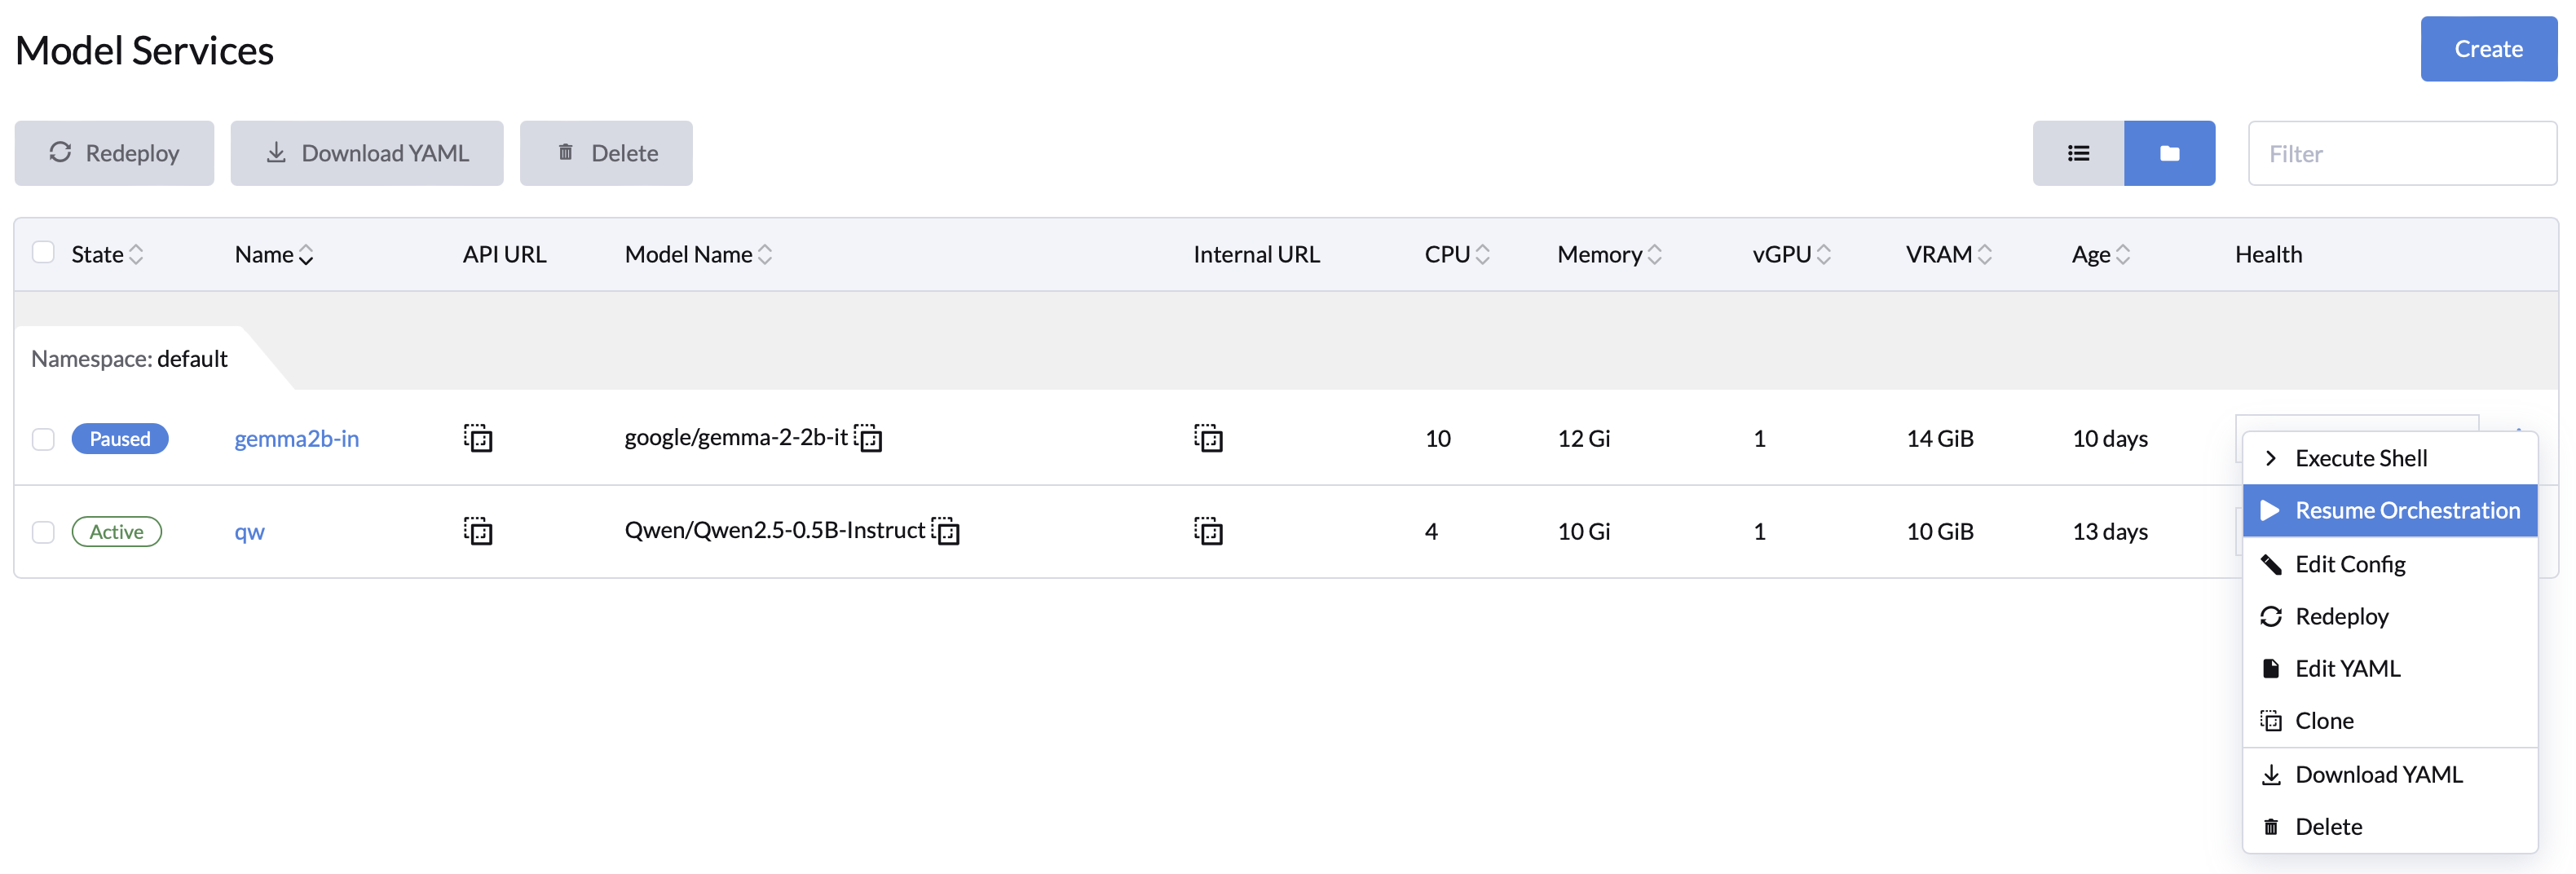 Model Services
Create
Redeploy
Download YAML
Delete
Filter
State Name API URL Model Name Internal URL CPU Memory vGPU VRAM Age Health
Namespace: default
Paused gemma2b-in google/gemma-2-2b-it 10 12 Gi 1 14 GiB 10 days
Active qw Qwen/Qwen2.5-0.5B-Instruct 4 10 Gi 1 10 GiB 13 days
Execute Shell
Resume Orchestration
Edit Config
Redeploy
Edit YAML
Clone
Download YAML
Delete